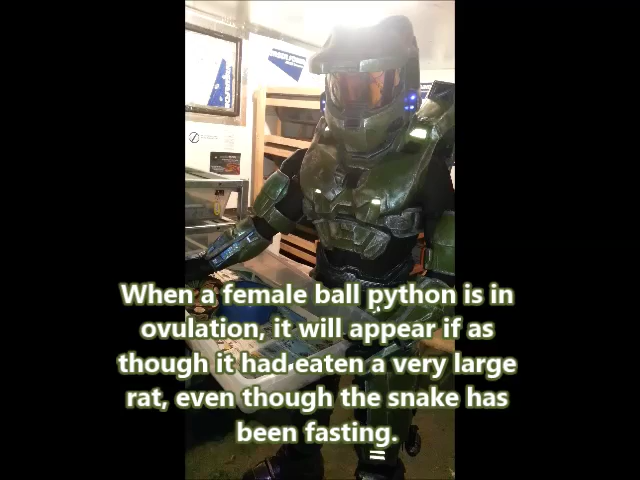 When a female ball python is in
ovulation, it will appear if as
though it had eaten a very large
rat, even though the snake has
been fasting.